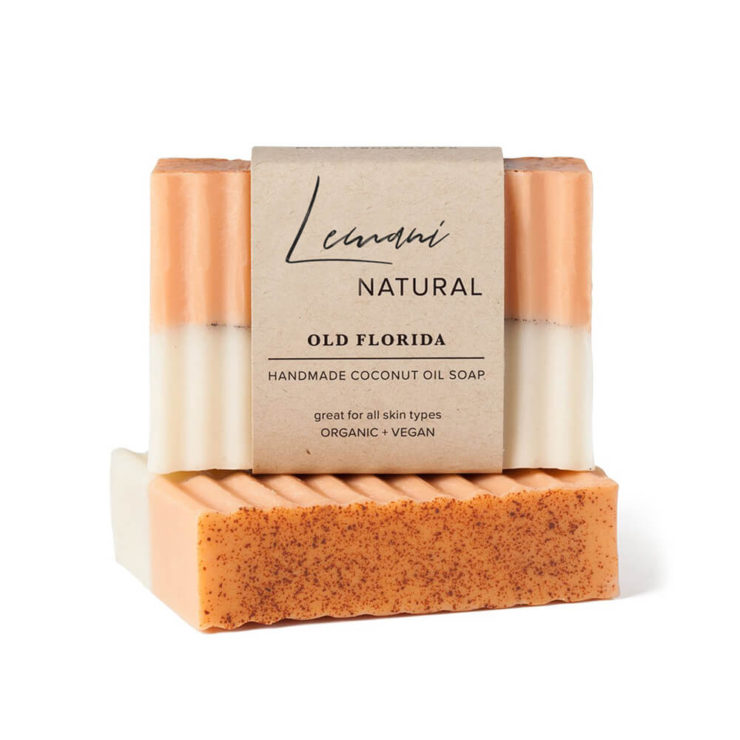 Lemani
NATURAL
OLD FLORIDA
HANDMADE COCONUT OIL SOAP
great for all skin types
ORGANIC + VEGAN